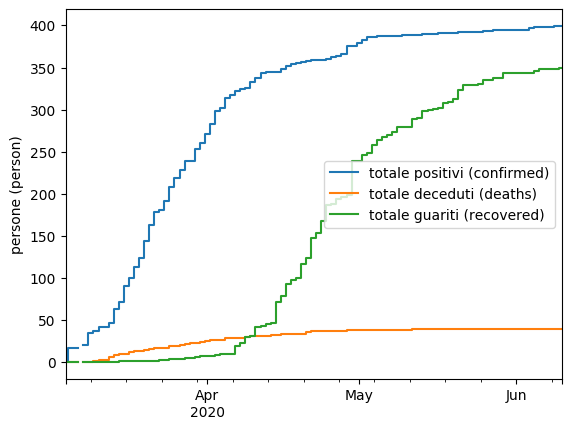 400
350
300
250
200
150
100
50
0
persone (person)
totale positivi (confirmed)
totale deceduti (deaths)
totale guariti (recovered)
Apr
2020
May
Jun